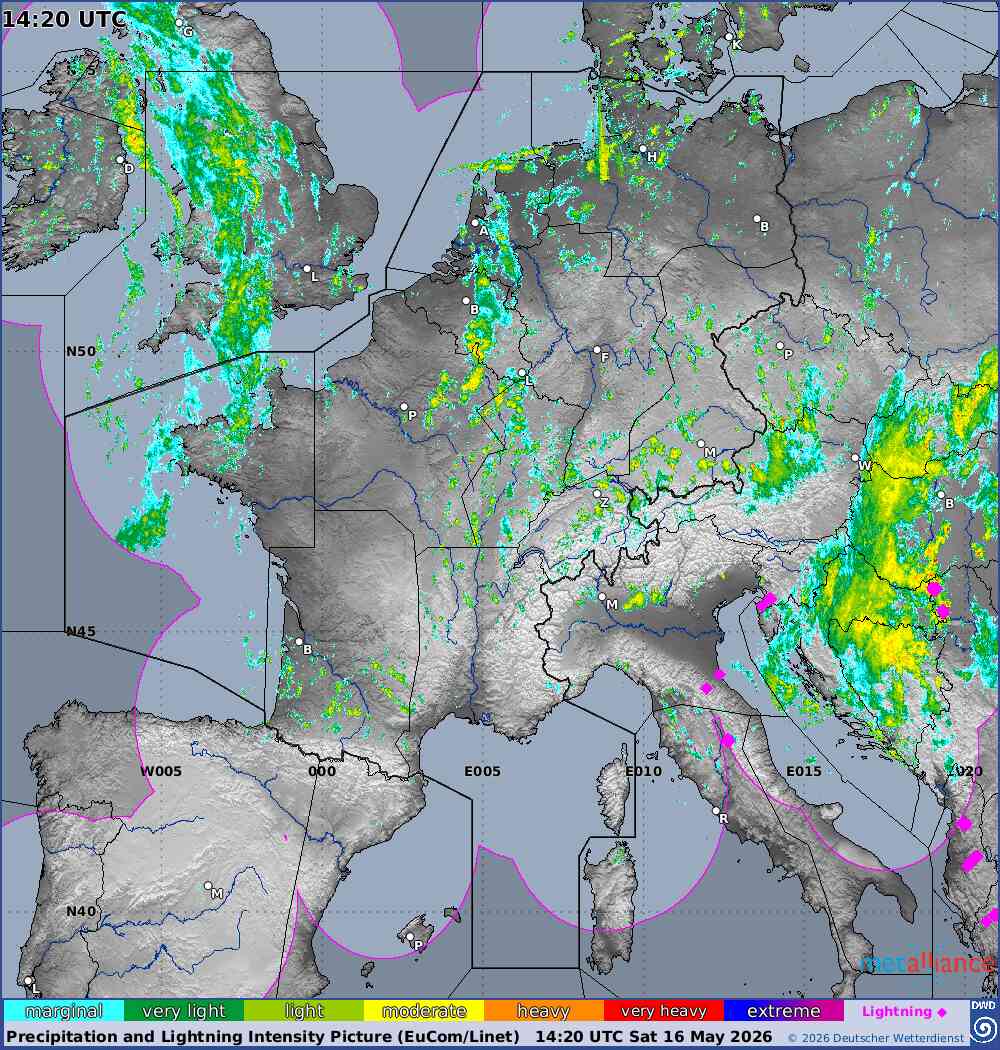 14:20 UTC
G
K
N55
D
H
A
B
L
B
N50
F
P
L
P
M
W
Z
B
M
N45
B
W005
000
E005
E010
E015
E020
R
M
N40
P
L
metalliance
marginal very light light moderate heavy very heavy extreme Lightning
DWD
Precipitation and Lightning Intensity Picture (EuCom/Linet) 14:20 UTC Sat 16 May 2026 © 2026 Deutscher Wetterdienst